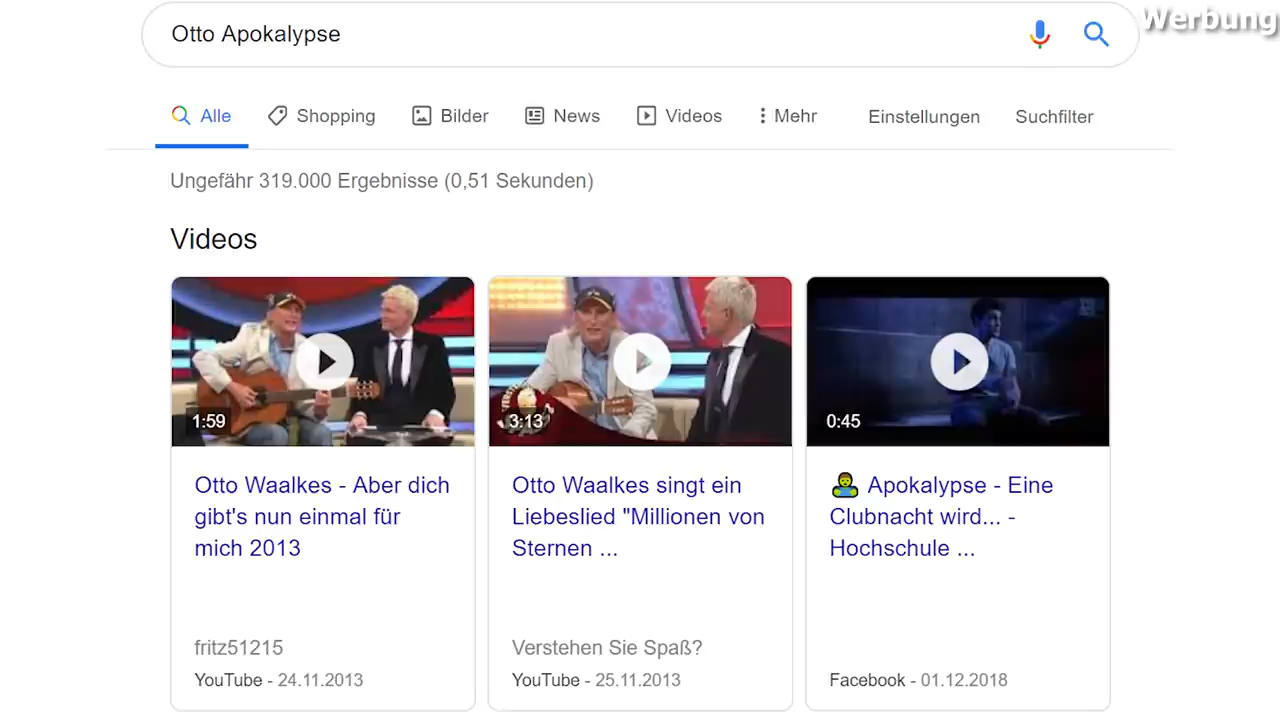 Otto Apokalypse
Werbung
Alle Shopping Bilder News Videos Mehr Einstellungen Suchfilter
Ungefähr 319.000 Ergebnisse (0,51 Sekunden)
Videos
1:59
3:13
0:45
Otto Waalkes - Aber dich
gibt's nun einmal für
mich 2013
fritz51215
YouTube - 24.11.2013
Otto Waalkes singt ein
Liebeslied "Millionen von
Sternen ...
Verstehen Sie Spaß?
YouTube - 25.11.2013
🧟‍♂️ Apokalypse - Eine
Clubnacht wird... -
Hochschule ...
Facebook - 01.12.2018